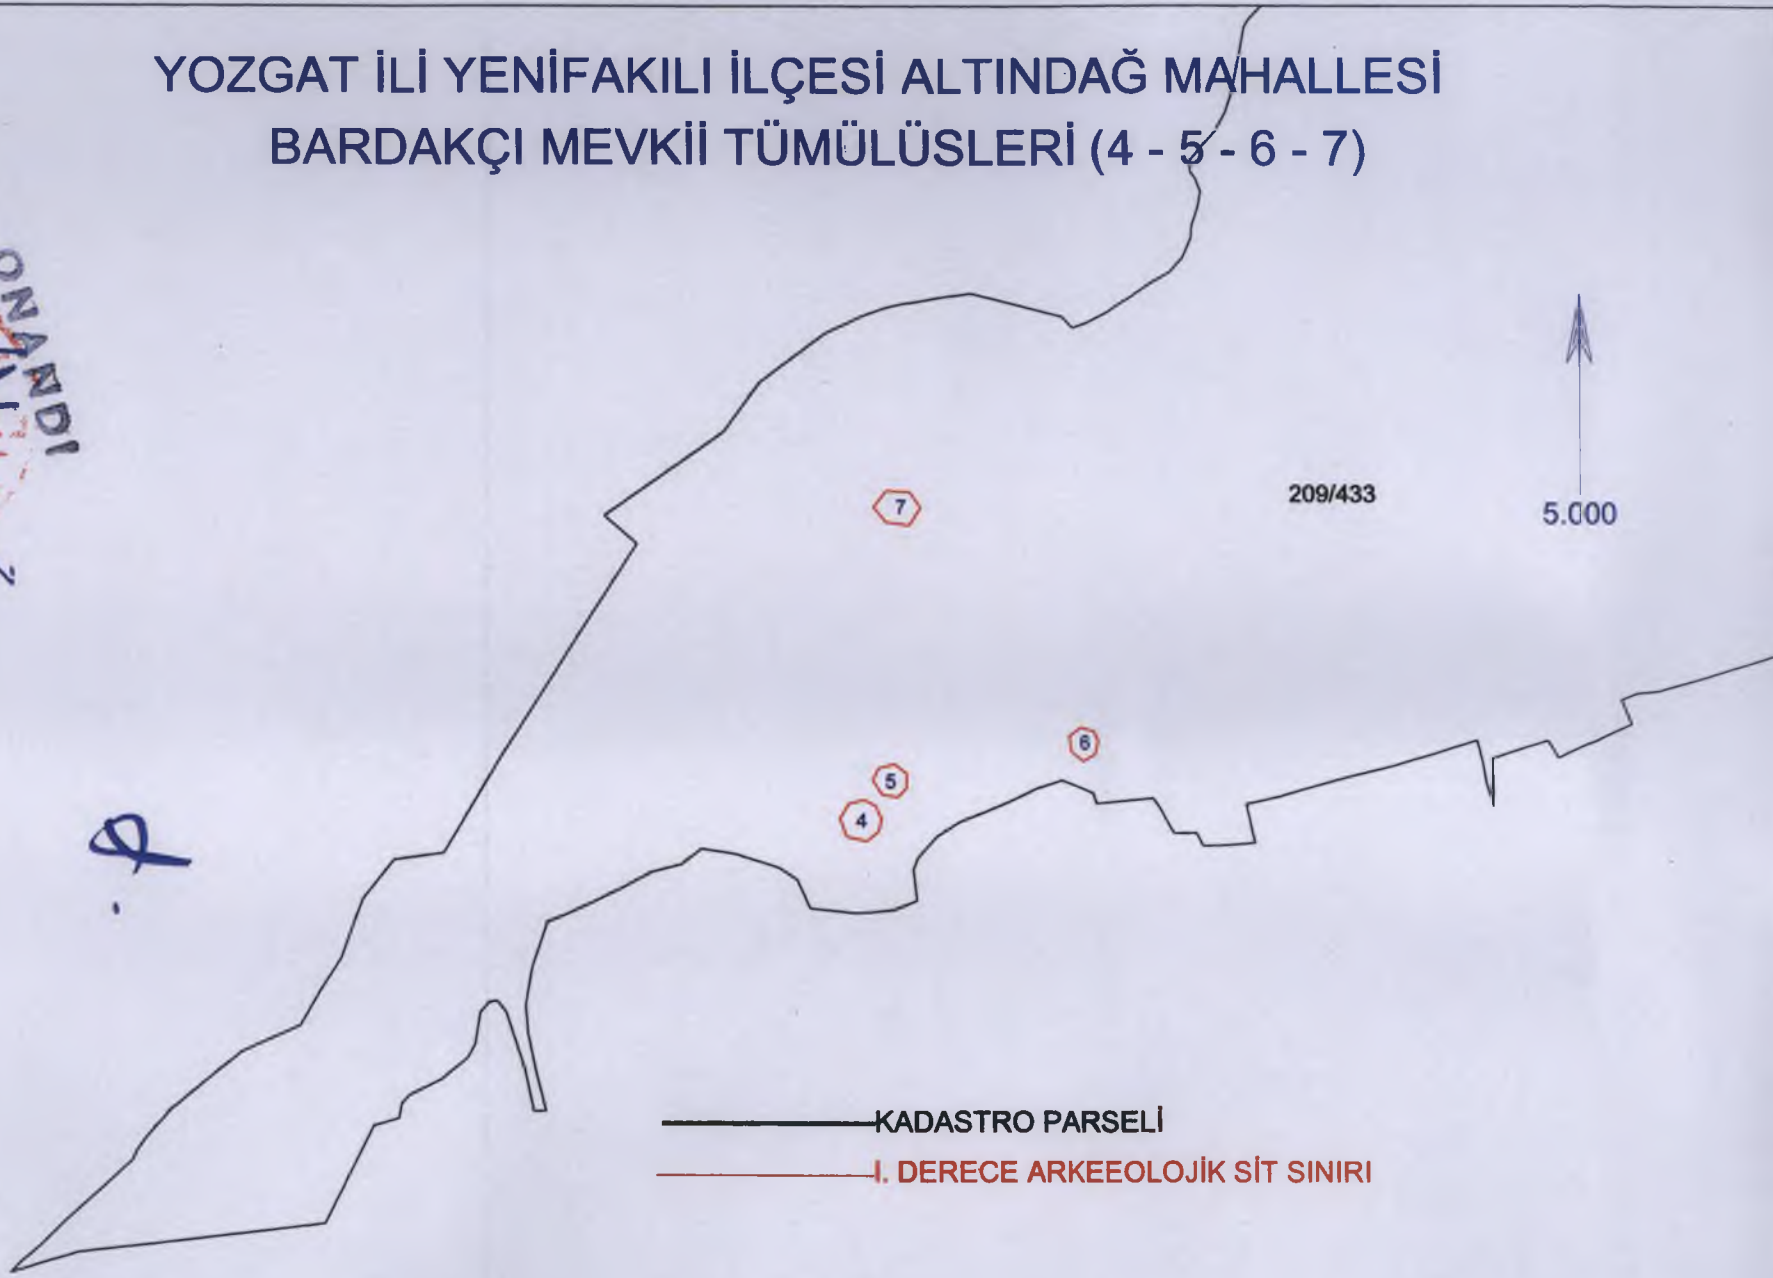 YOZGAT İLİ YENİFAKILI İLÇESİ ALTINDAĞ MAHALLESİ
BARDAKÇI MEVKİİ TÜMÜLÜSLERİ (4 - 5 - 6 - 7)
ONANDI
7
209/433
5.000
6
5
4
KADASTRO PARSELİ
I. DERECE ARKEEOLOJİK SİT SINIRI